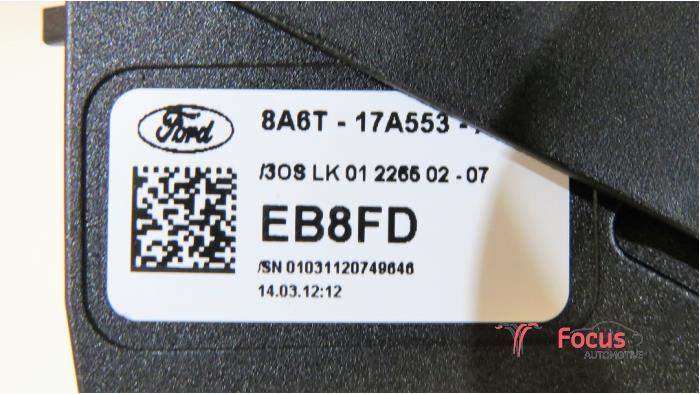 Ford
8A6T - 17A553 -
/3OS LK 01 2265 02 - 07
EB8FD
/SN 01031120749646
14.03.12:12
Focus
AUTOMOTIVE